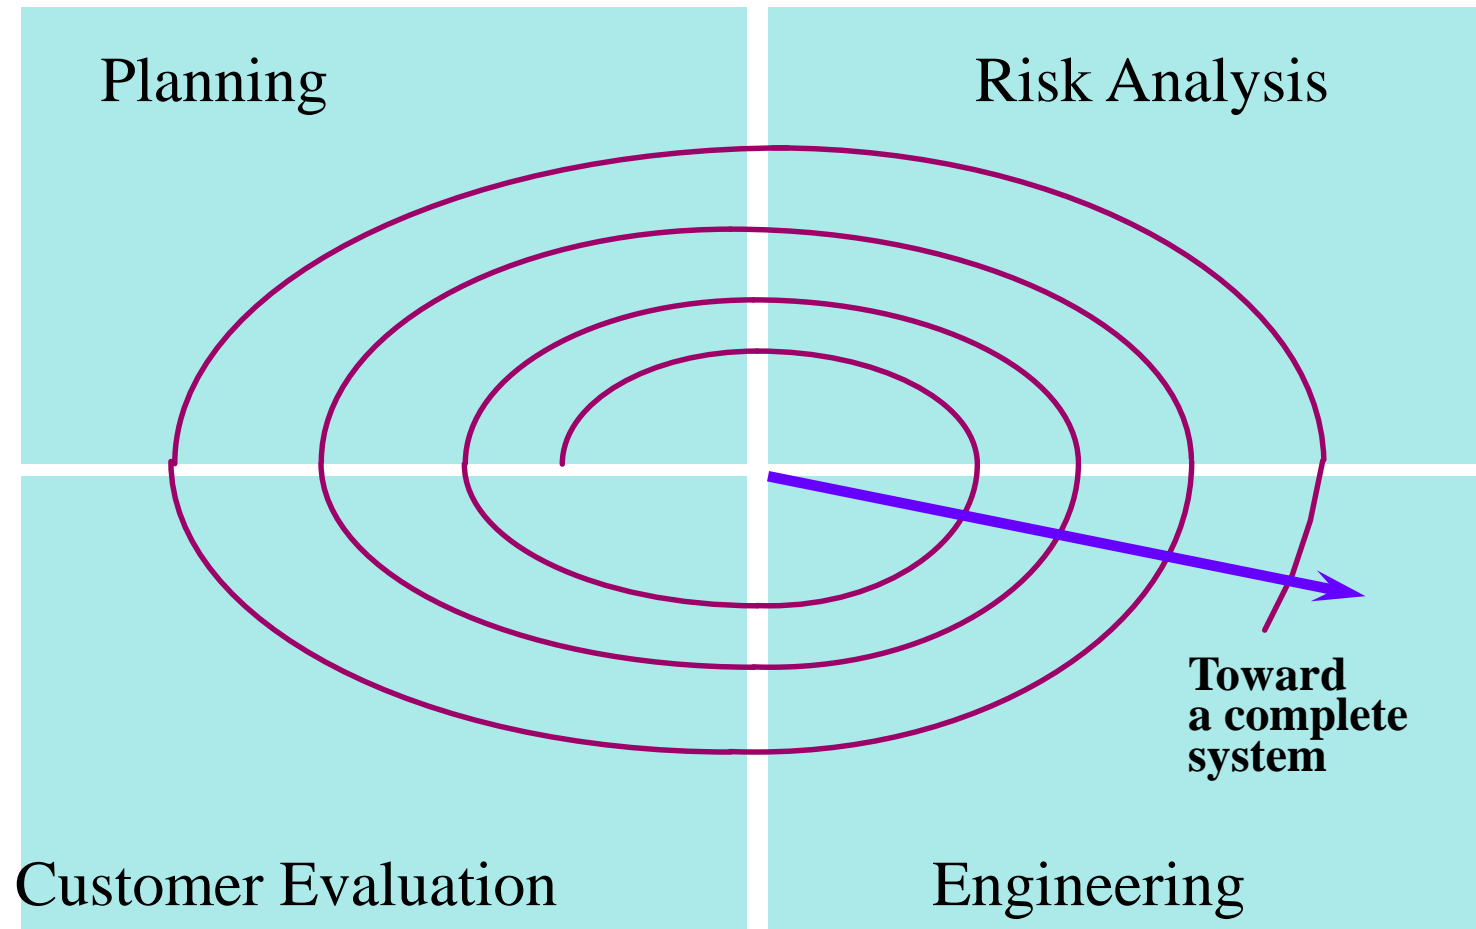 Planning
Risk Analysis
Toward
a complete
system
Customer Evaluation
Engineering